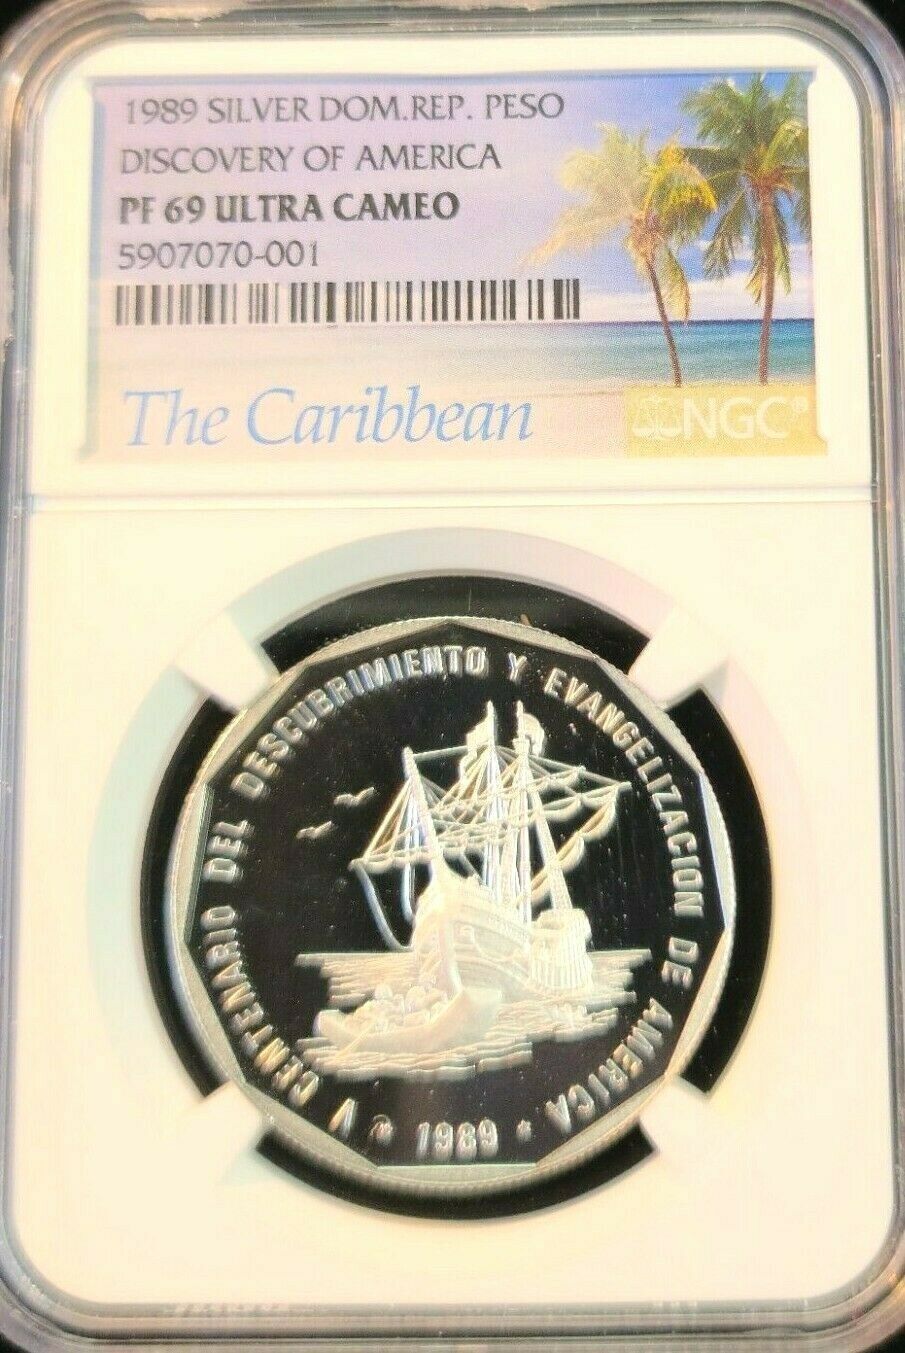 1989 SILVER DOM.REP. PESO
DISCOVERY OF AMERICA
PF 69 ULTRA CAMEO
5907070-001
The Caribbean
NGC®
V CENTENARIO DEL DESCUBRIMIENTO Y EVANGELIZACION DE AMERICA
* 1989 *